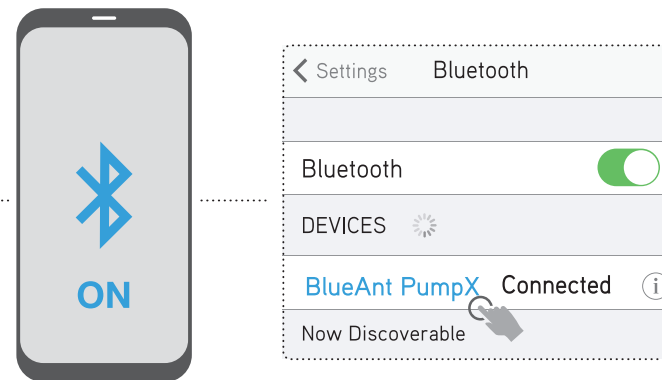 ON
Settings Bluetooth
Bluetooth
DEVICES
BlueAnt PumpX Connected i
Now Discoverable